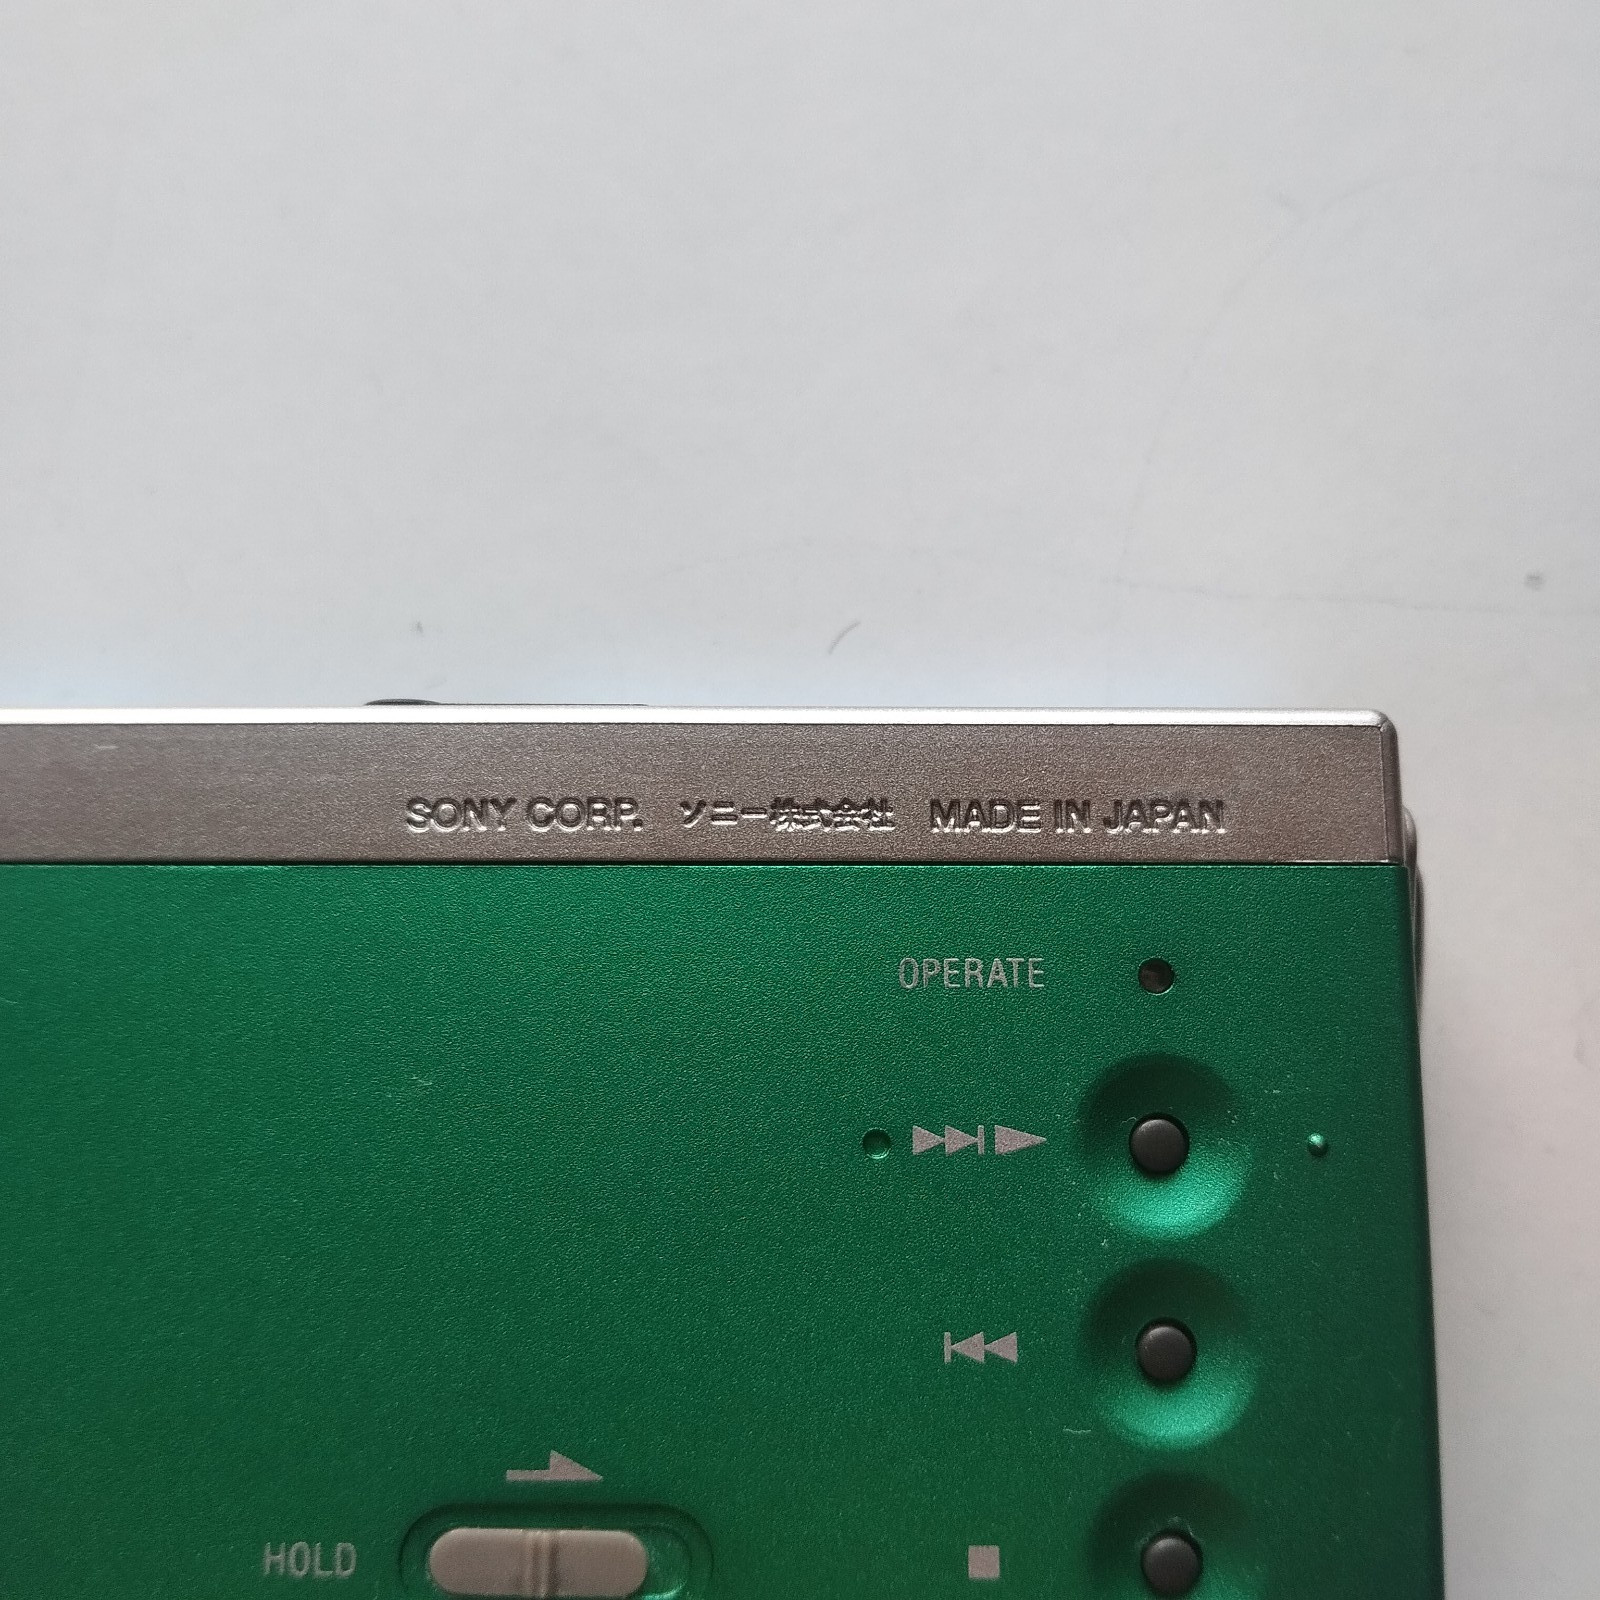 SONY CORP. ソニー株式会社 MADE IN JAPAN
OPERATE
HOLD